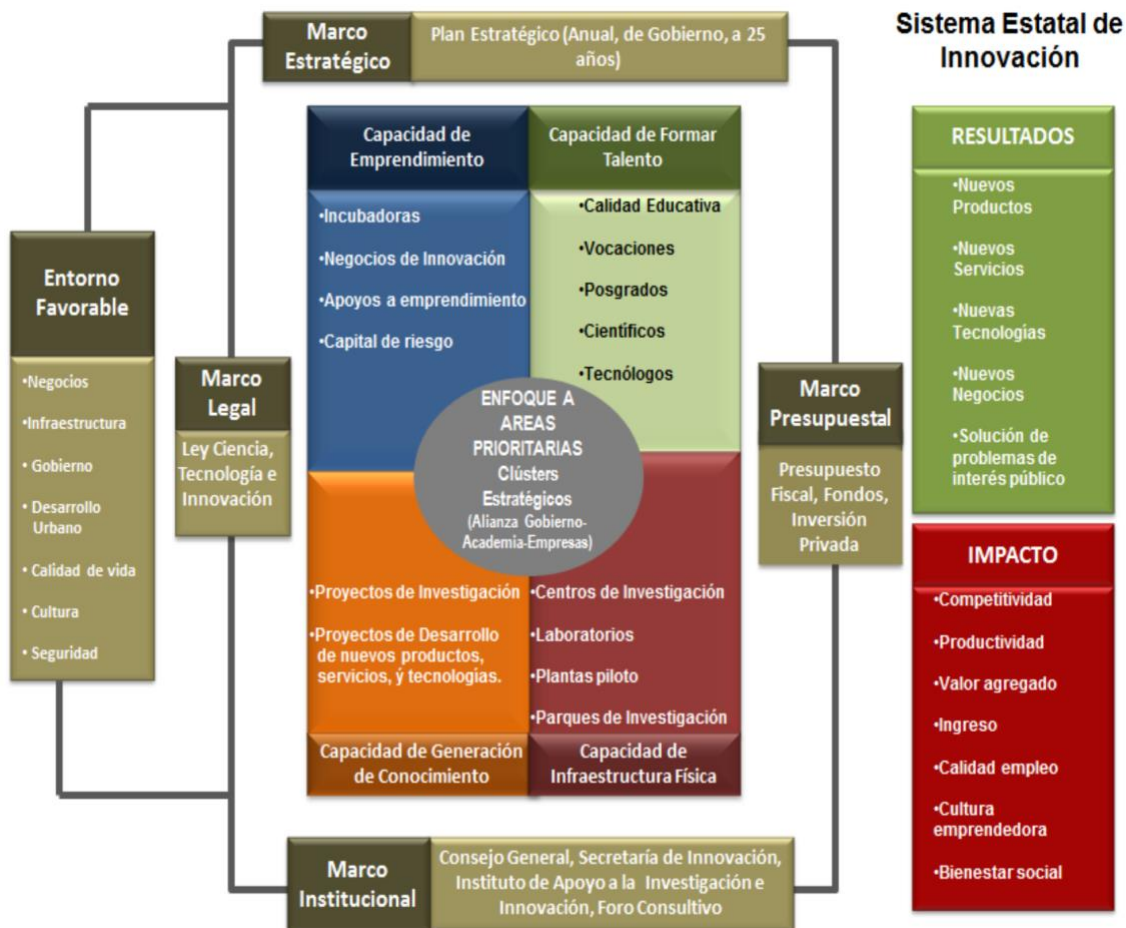 Sistema Estatal de
Innovación
Marco
Estratégico
Plan Estratégico (Anual, de Gobierno, a 25
años)
Entorno
Favorable
•Negocios
•Infraestructura
• Gobierno
• Desarrollo
Urbano
• Calidad de vida
• Cultura
• Seguridad
Marco
Legal
Ley Ciencia,
Tecnología e
Innovación
Capacidad de
Emprendimiento
•Incubadoras
•Negocios de Innovación
•Apoyos a emprendimiento
•Capital de riesgo
Capacidad de Formar
Talento
•Calidad Educativa
•Vocaciones
•Posgrados
•Científicos
•Tecnólogos
ENFOQUE A
AREAS
PRIORITARIAS
Clústers
Estratégicos
(Alianza Gobierno-
Academia-Empresas)
•Proyectos de Investigación
•Proyectos de Desarrollo
de nuevos productos,
servicios, ý tecnologías.
Capacidad de Generación
de Conocimiento
•Centros de Investigación
•Laboratorios
•Plantas piloto
•Parques de Investigación
Capacidad de
Infraestructura Física
Marco
Presupuestal
Presupuesto
Fiscal, Fondos,
Inversión
Privada
Marco
Institucional
Consejo General, Secretaría de Innovación,
Instituto de Apoyo a la Investigación e
Innovación, Foro Consultivo
RESULTADOS
•Nuevos
Productos
•Nuevos
Servicios
•Nuevas
Tecnologías
•Nuevos
Negocios
•Solución de
problemas de
interés público
IMPACTO
•Competitividad
•Productividad
•Valor agregado
•Ingreso
•Calidad empleo
•Cultura
emprendedora
•Bienestar social